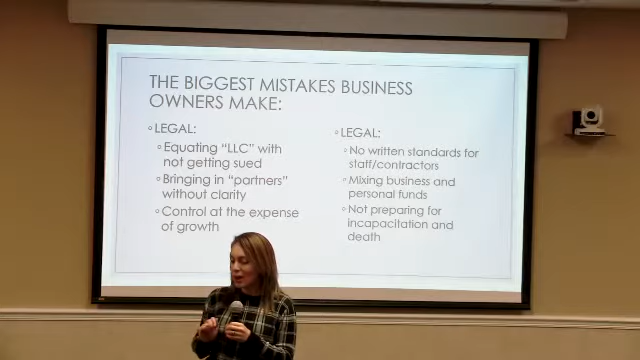 THE BIGGEST MISTAKES BUSINESS
OWNERS MAKE:
LEGAL:
Equating "LLC" with
not getting sued
Bringing in "partners"
without clarity
Control at the expense
of growth
LEGAL:
No written standards for
staff/contractors
Mixing business and
personal funds
Not preparing for
incapacitation and
death